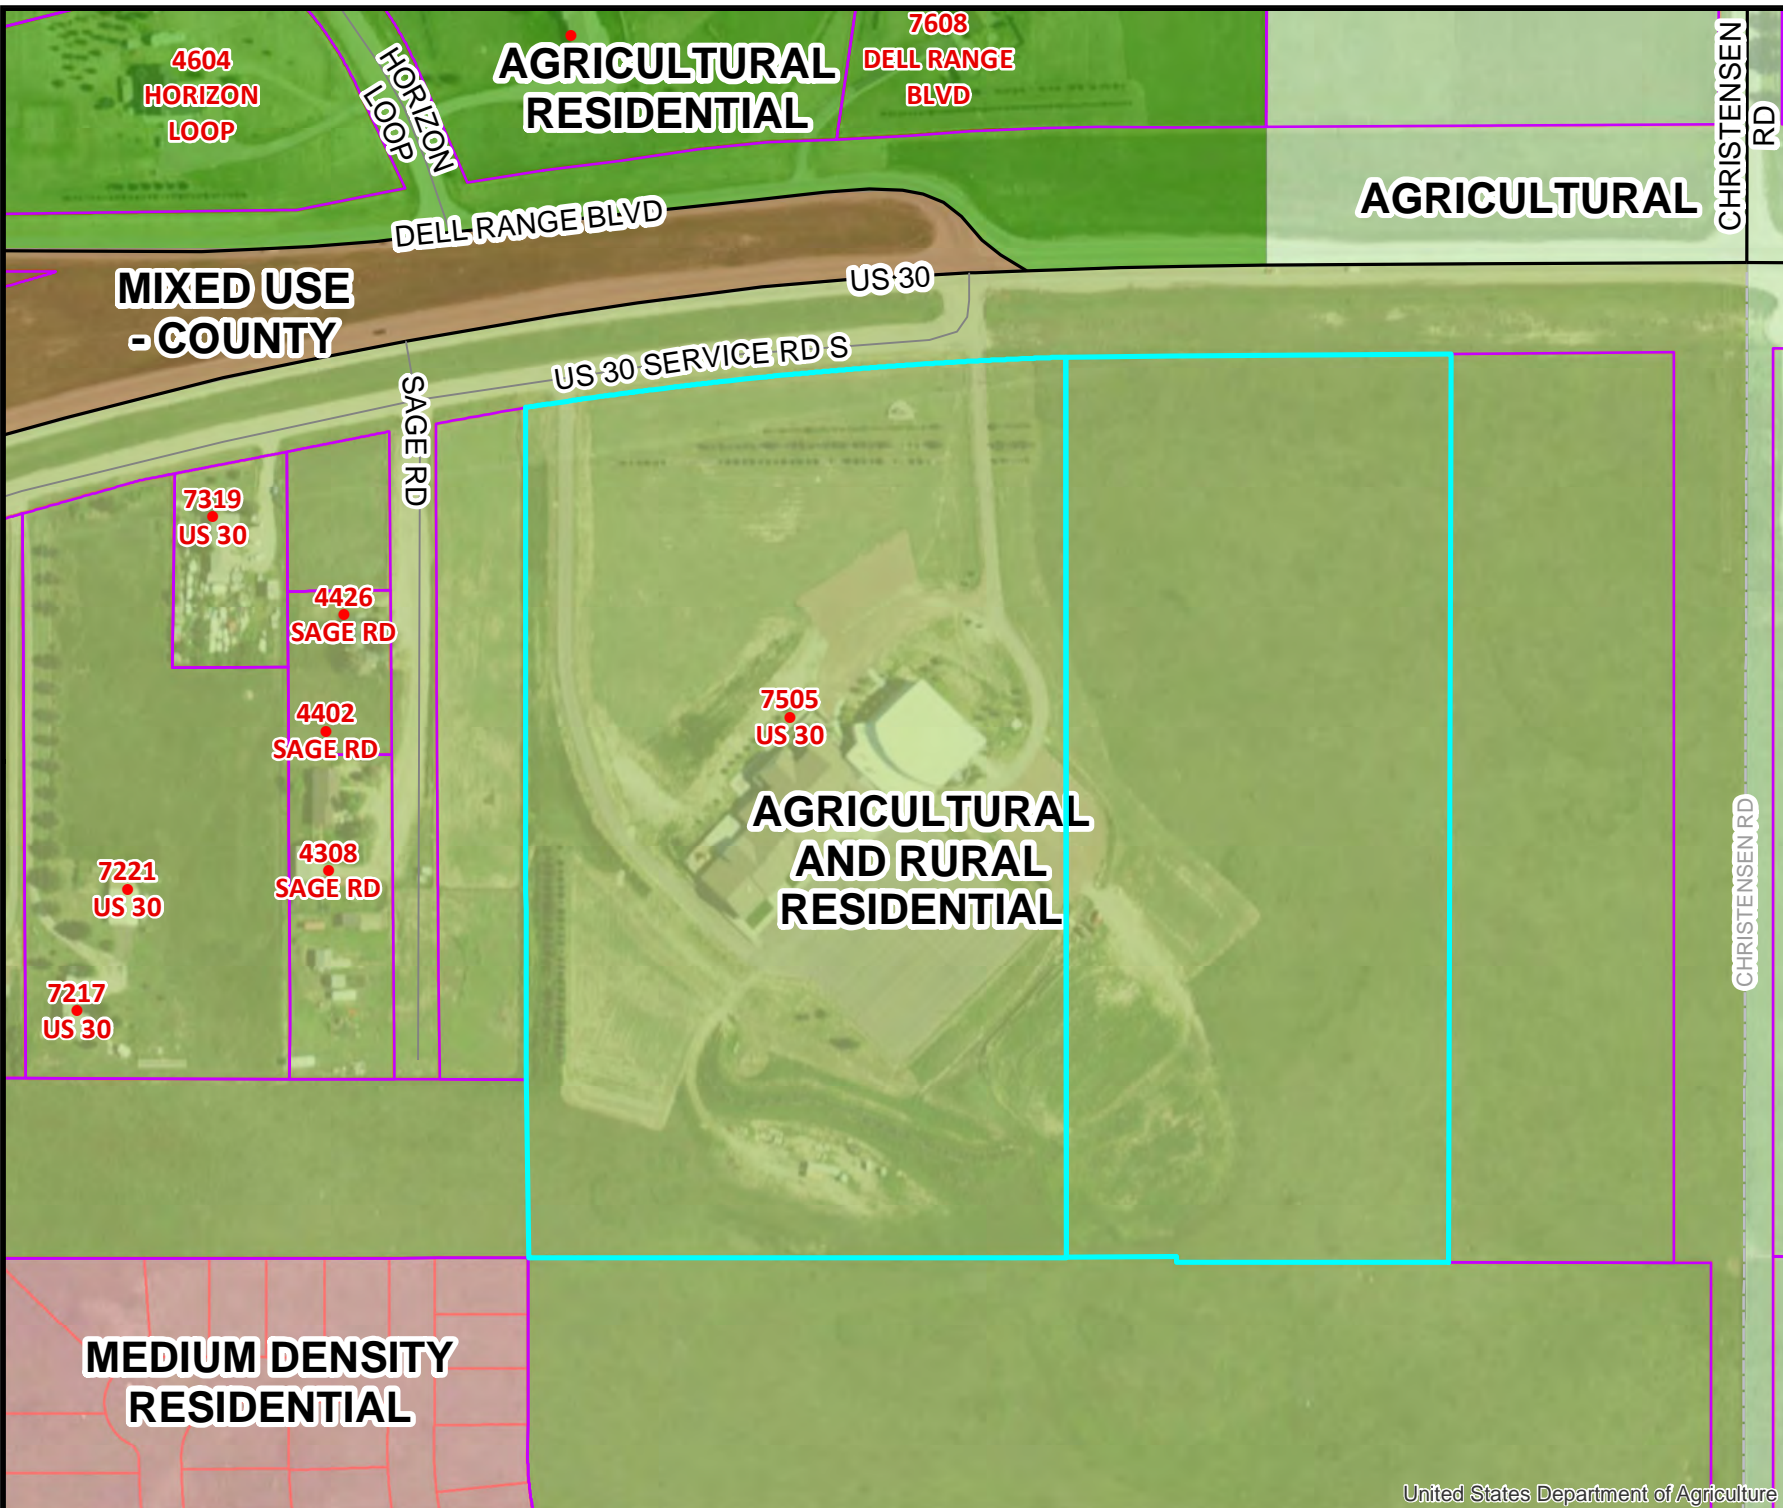 4604
HORIZON
LOOP
HORIZON
LOOP
AGRICULTURAL
RESIDENTIAL
7608
DELL RANGE
BLVD
CHRISTENSEN
RD
AGRICULTURAL
DELL RANGE BLVD
MIXED USE
- COUNTY
US 30
US 30 SERVICE RD S
SAGE RD
7319
US 30
4426
SAGE RD
4402
SAGE RD
7505
US 30
AGRICULTURAL
AND RURAL
RESIDENTIAL
4308
SAGE RD
7221
US 30
7217
US 30
CHRISTENSEN RD
MEDIUM DENSITY
RESIDENTIAL
United States Department of Agriculture